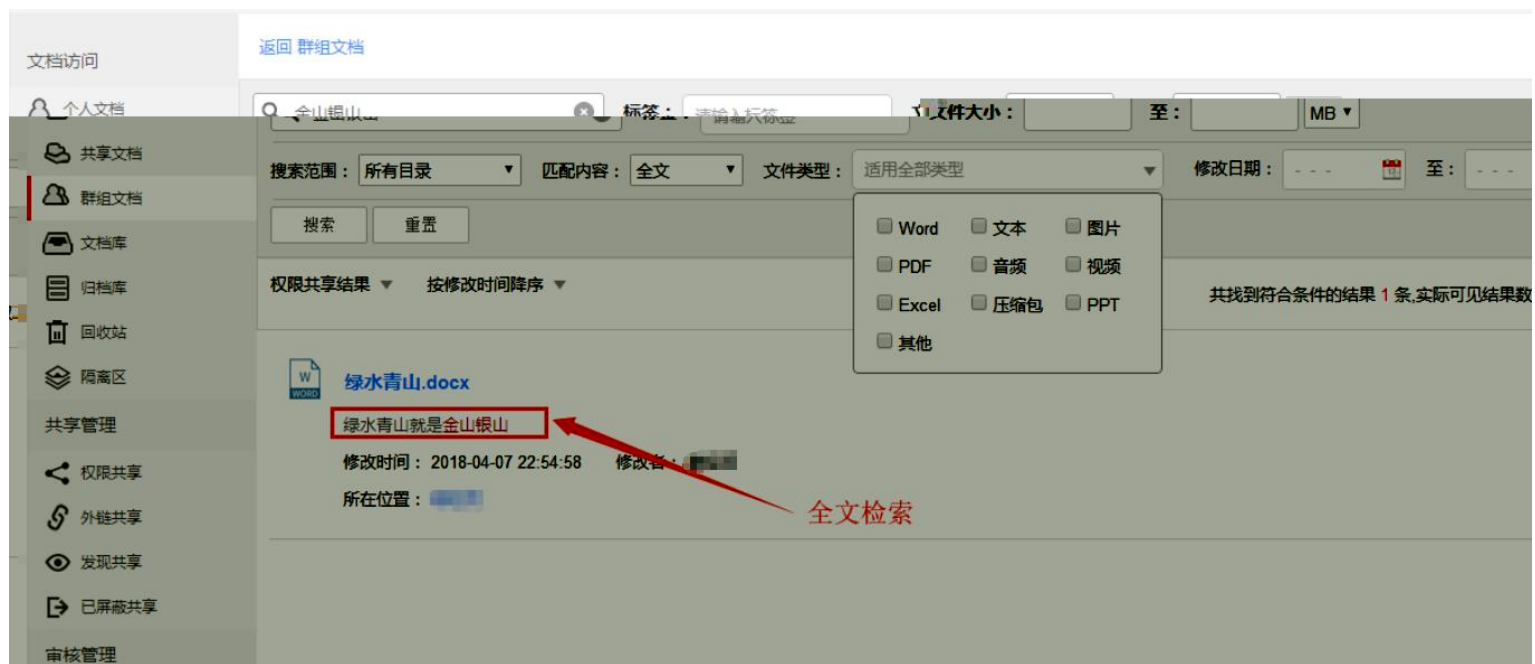 文档访问
返回 群组文档
个人文档
金山银山
标签：
请输入标签
文件大小：
至：
MB
共享文档
搜索范围：
所有目录
匹配内容：
全文
文件类型：
适用全部类型
修改日期：
- - -
至：
- - -
群组文档
搜索
重置
Word
文本
图片
文档库
PDF
音频
视频
归档库
权限共享结果
按修改时间降序
Excel
压缩包
PPT
共找到符合条件的结果 1 条,实际可见结果数
回收站
其他
隔离区
W
WORD
绿水青山.docx
共享管理
绿水青山就是金山银山
权限共享
修改时间： 2018-04-07 22:54:58
修改者：
所在位置：
全文检索
外链共享
发现共享
已屏蔽共享
审核管理